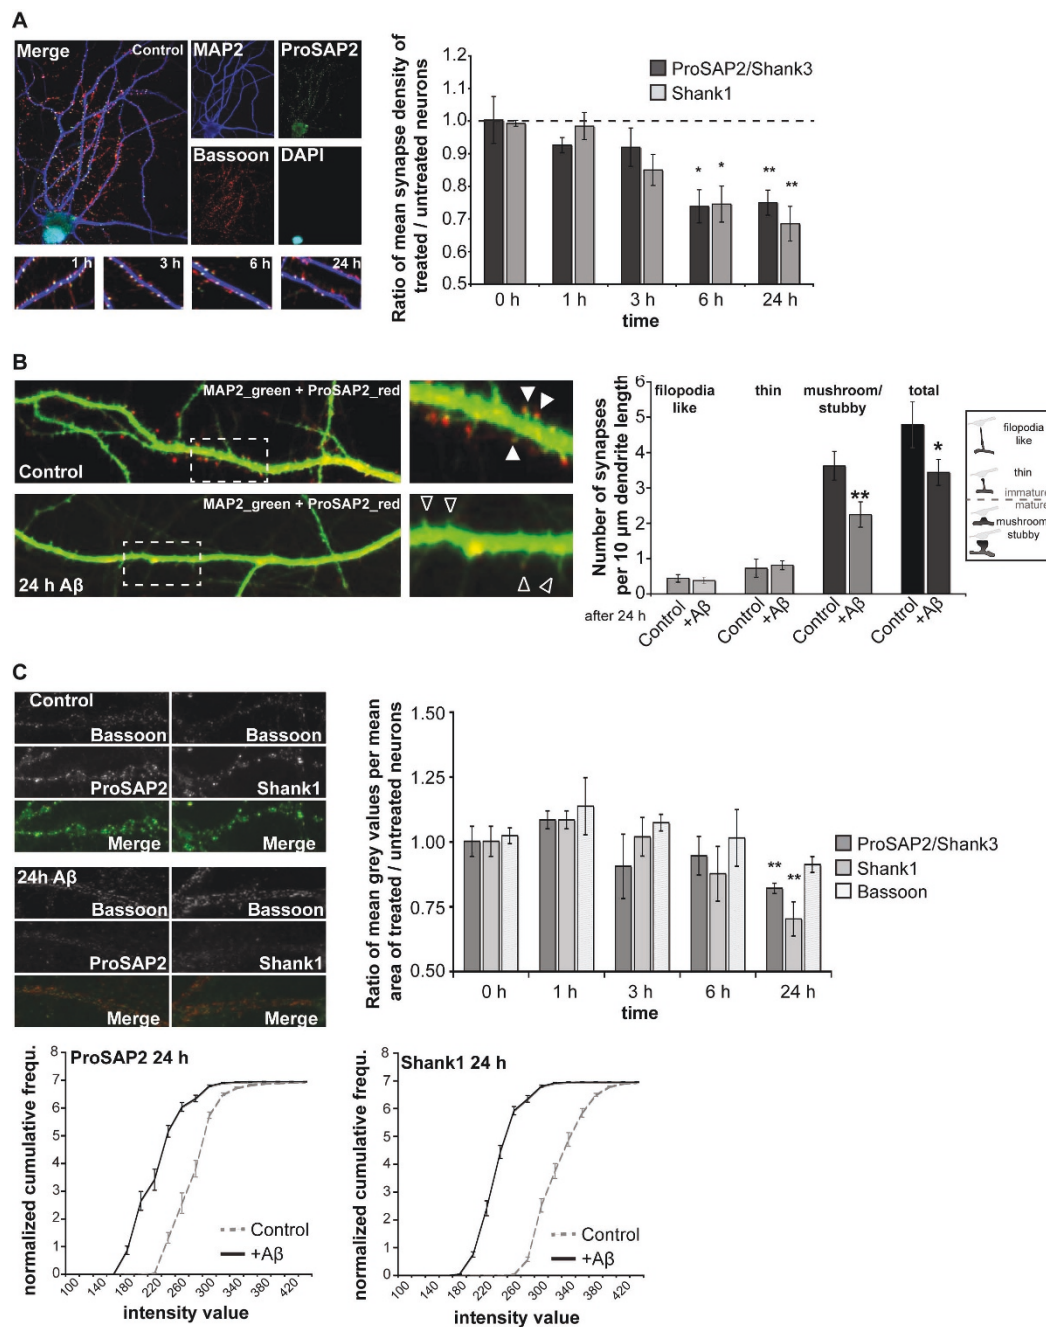 A
Merge
Control
MAP2
ProSAP2
Bassoon
DAPI
1 h
3 h
6 h
24 h
Ratio of mean synapse density of
treated / untreated neurons
1.2
1.0
0.9
0.8
0.7
0.6
0.5
ProSAP2/Shank3
Shank1
*
*
**
**
0 h
1 h
3 h
6 h
24 h
time
B
MAP2_green + ProSAP2_red
Control
MAP2_green + ProSAP2_red
24 h Aβ
Number of synapses
per 10 µm dendrite length
6
5
4
3
2
1
0
filopodia
like
thin
mushroom/
stubby
total
**
*
after 24 h
Control
+Aβ
Control
+Aβ
Control
+Aβ
Control
+Aβ
filopodia
like
thin
immature
mature
mushroom
stubby
C
Control
Bassoon
Bassoon
ProSAP2
Shank1
Merge
Merge
24h Aβ
Bassoon
Bassoon
ProSAP2
Shank1
Merge
Merge
Ratio of mean grey values per mean
area of treated / untreated neurons
1.50
1.25
1.00
0.75
0.50
**
**
ProSAP2/Shank3
Shank1
Bassoon
0 h
1 h
3 h
6 h
24 h
time
ProSAP2 24 h
normalized cumulative frequ.
8
7
6
5
4
3
2
1
0
Control
+Aβ
100
140
180
220
260
300
340
380
420
intensity value
Shank1 24 h
normalized cumulative frequ.
8
7
6
5
4
3
2
1
0
Control
+Aβ
100
140
180
220
260
300
340
380
420
intensity value